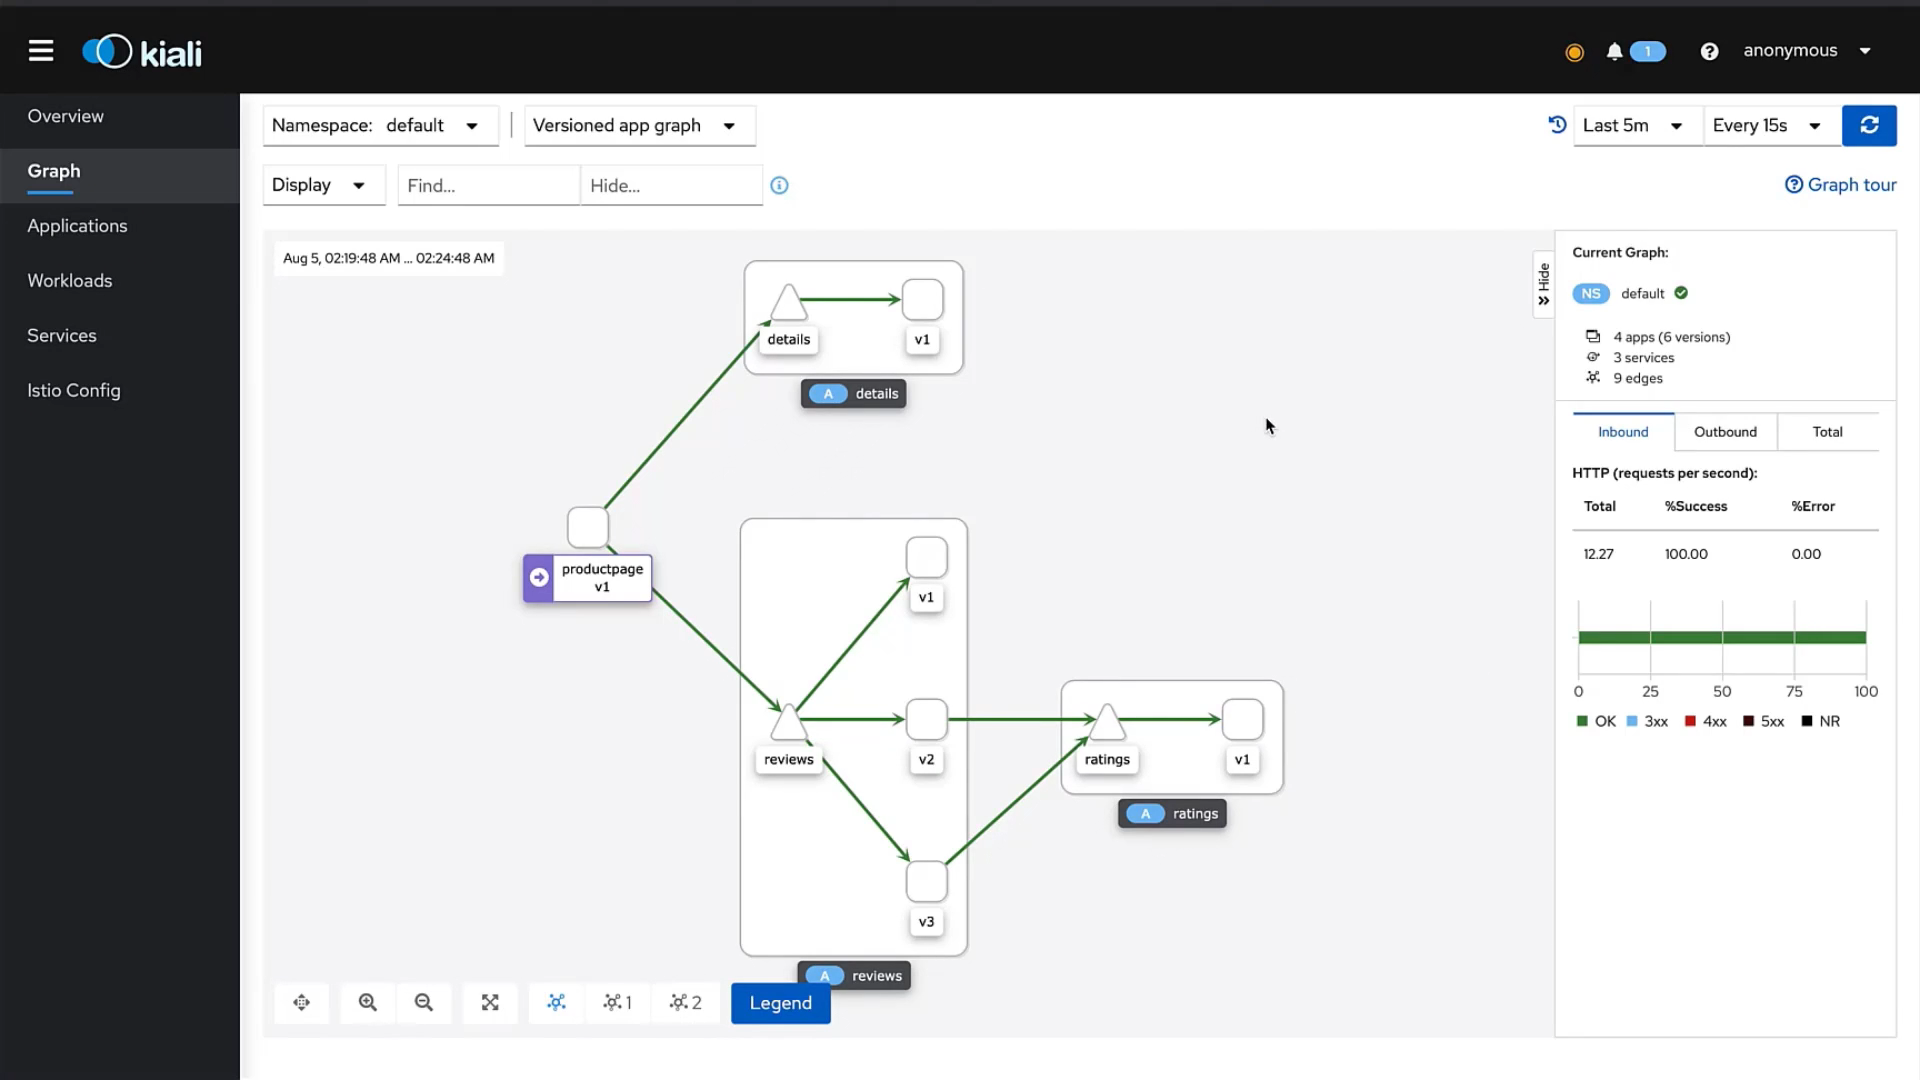 kiali
1
anonymous
Overview
Graph
Applications
Workloads
Services
Istio Config
Namespace: default
Versioned app graph
Last 5m
Every 15s
Display
Find...
Hide...
Graph tour
Aug 5, 02:19:48 AM ... 02:24:48 AM
details
v1
A details
productpage
v1
v1
reviews
v2
v3
A reviews
ratings
v1
A ratings
1
2
Legend
Hide
Current Graph:
NS default
4 apps (6 versions)
3 services
9 edges
Inbound
Outbound
Total
HTTP (requests per second):
Total %Success %Error
12.27 100.00 0.00
0 25 50 75 100
OK 3xx 4xx 5xx NR